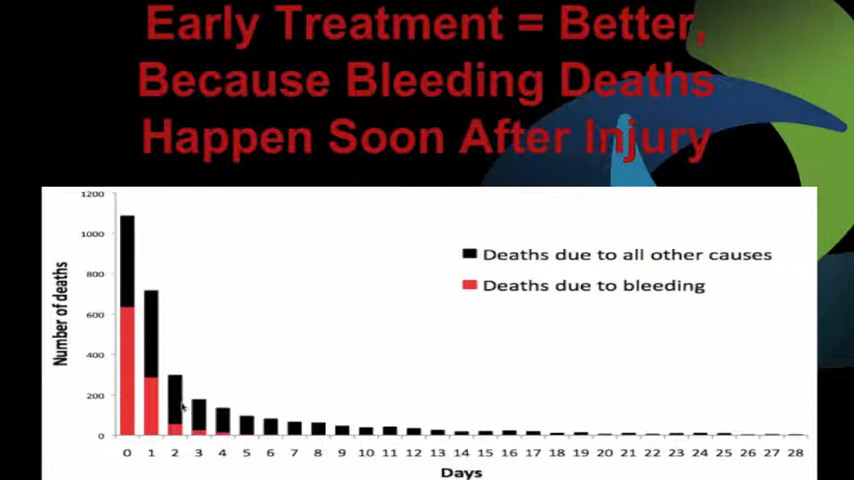 Early Treatment = Better,
Because Bleeding Deaths
Happen Soon After Injury
1200
1000
800
600
400
200
0
Number of deaths
Deaths due to all other causes
Deaths due to bleeding
0 1 2 3 4 5 6 7 8 9 10 11 12 13 14 15 16 17 18 19 20 21 22 23 24 25 26 27 28
Days